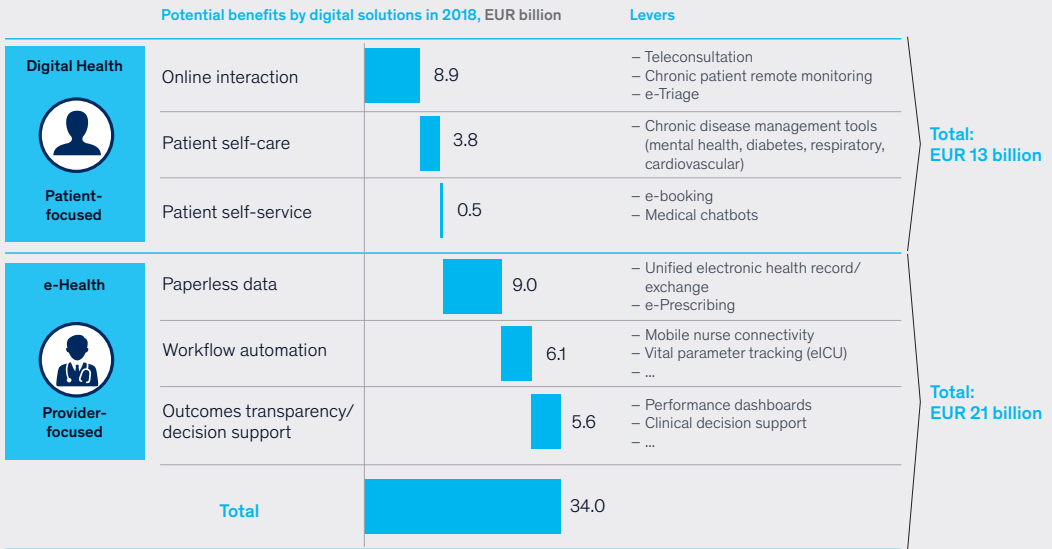 Potential benefits by digital solutions in 2018, EUR billion
Levers
Digital Health
Patient-
focused
Online interaction
8.9
– Teleconsultation
– Chronic patient remote monitoring
– e-Triage
Patient self-care
3.8
– Chronic disease management tools
(mental health, diabetes, respiratory,
cardiovascular)
Patient self-service
0.5
– e-booking
– Medical chatbots
Total:
EUR 13 billion
e-Health
Provider-
focused
Paperless data
9.0
– Unified electronic health record/
exchange
– e-Prescribing
Workflow automation
6.1
– Mobile nurse connectivity
– Vital parameter tracking (eICU)
– ...
Outcomes transparency/
decision support
5.6
– Performance dashboards
– Clinical decision support
– ...
Total:
EUR 21 billion
Total
34.0